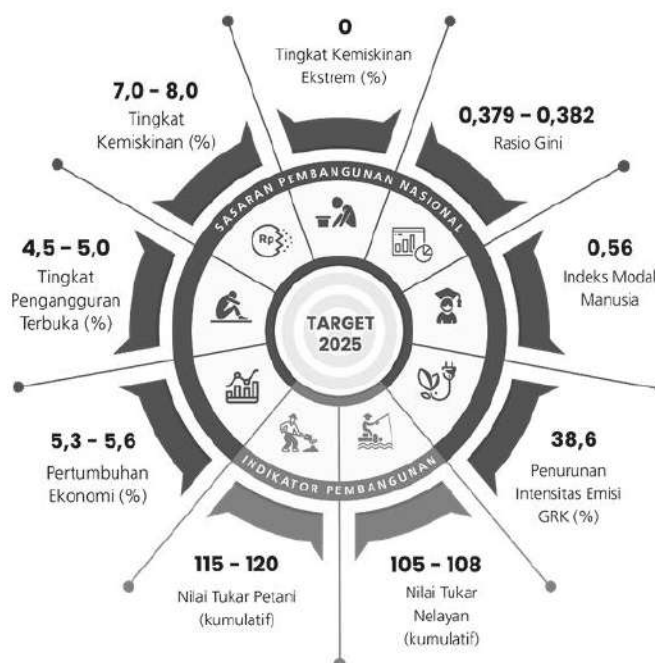 0
Tingkat Kemiskinan
Ekstrem (%)
0,379 – 0,382
Rasio Gini
0,56
Indeks Modal
Manusia
38,6
Penurunan
Intensitas Emisi
GRK (%)
105 – 108
Nilai Tukar
Nelayan
(kumulatif)
115 – 120
Nilai Tukar Petani
(kumulatif)
5,3 – 5,6
Pertumbuhan
Ekonomi (%)
4,5 – 5,0
Tingkat
Pengangguran
Terbuka (%)
7,0 – 8,0
Tingkat
Kemiskinan (%)
SASARAN PEMBANGUNAN NASIONAL
Rp
TARGET
2025
INDIKATOR PEMBANGUNAN